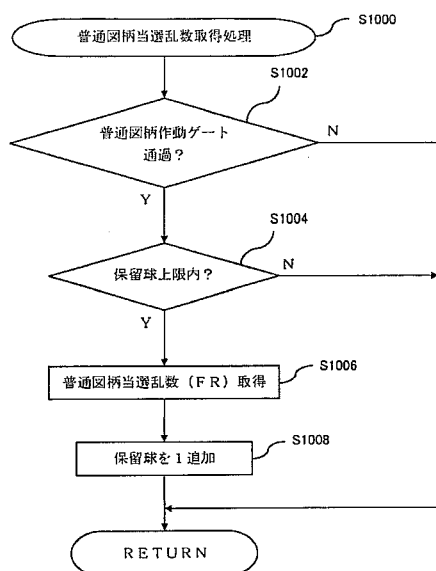 普通図柄当選乱数取得処理
S1000
S1002
普通図柄作動ゲート
通過？
N
Y
S1004
保留球上限内？
N
Y
S1006
普通図柄当選乱数（ＦＲ）取得
S1008
保留球を１追加
RETURN